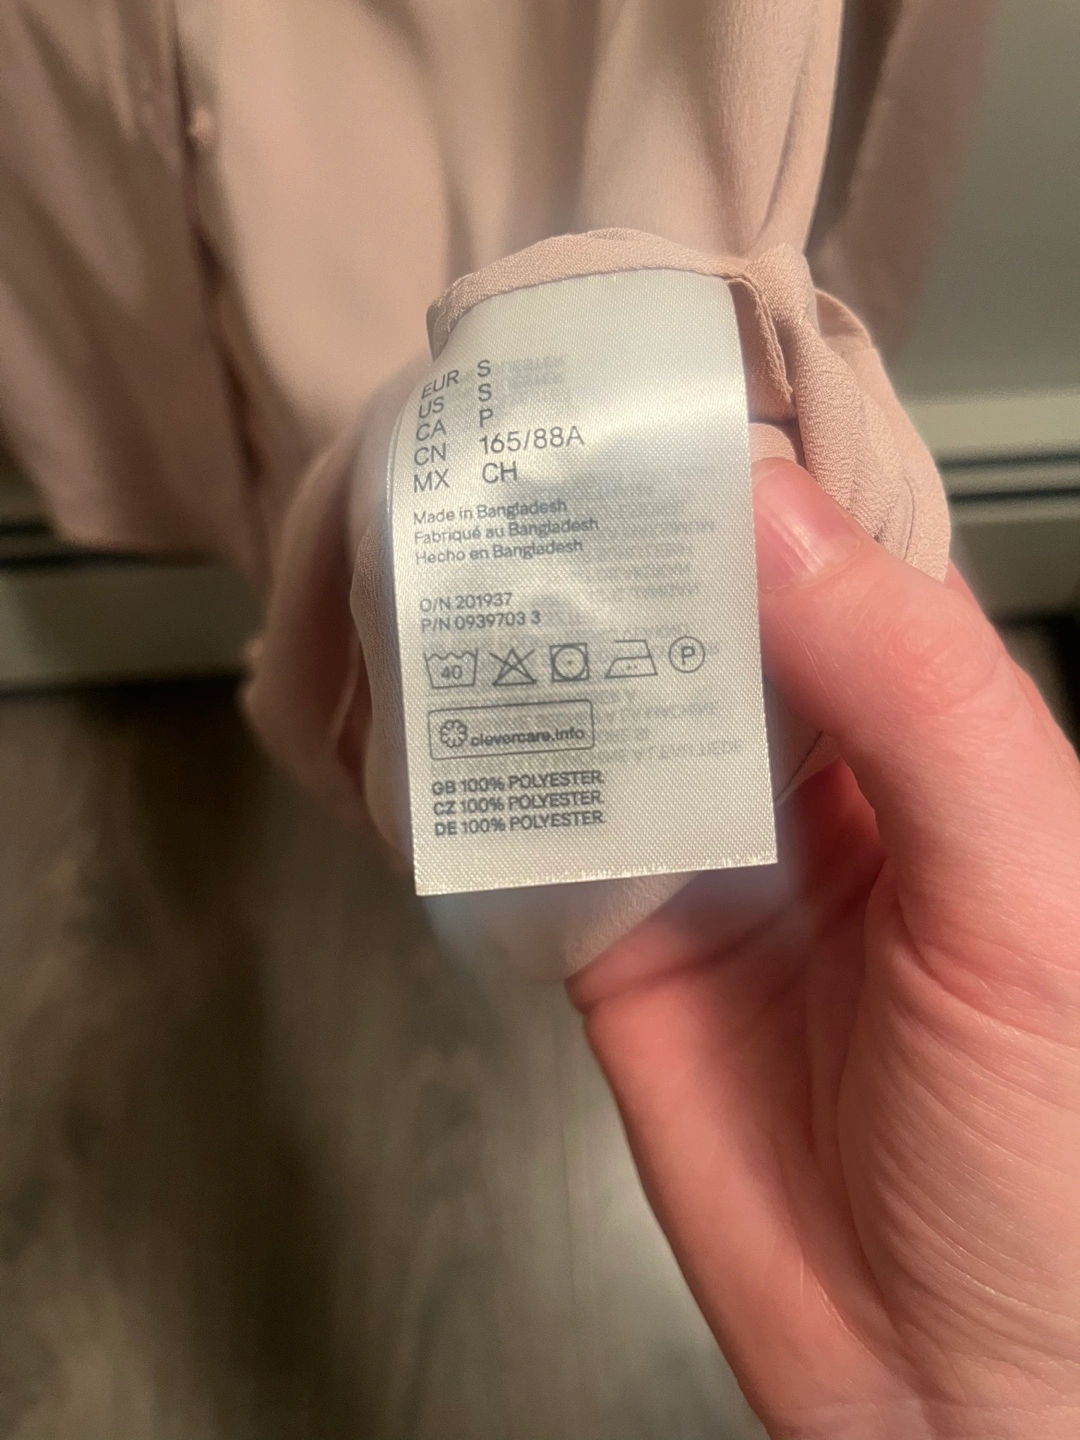 EUR S
US S
CA P
CN 165/88A
MX CH
Made in Bangladesh
Fabriqué au Bangladesh
Hecho en Bangladesh
O/N 201937
P/N 0939703 3
40
P
clevercare.info
GB 100% POLYESTER.
CZ 100% POLYESTER.
DE 100% POLYESTER.